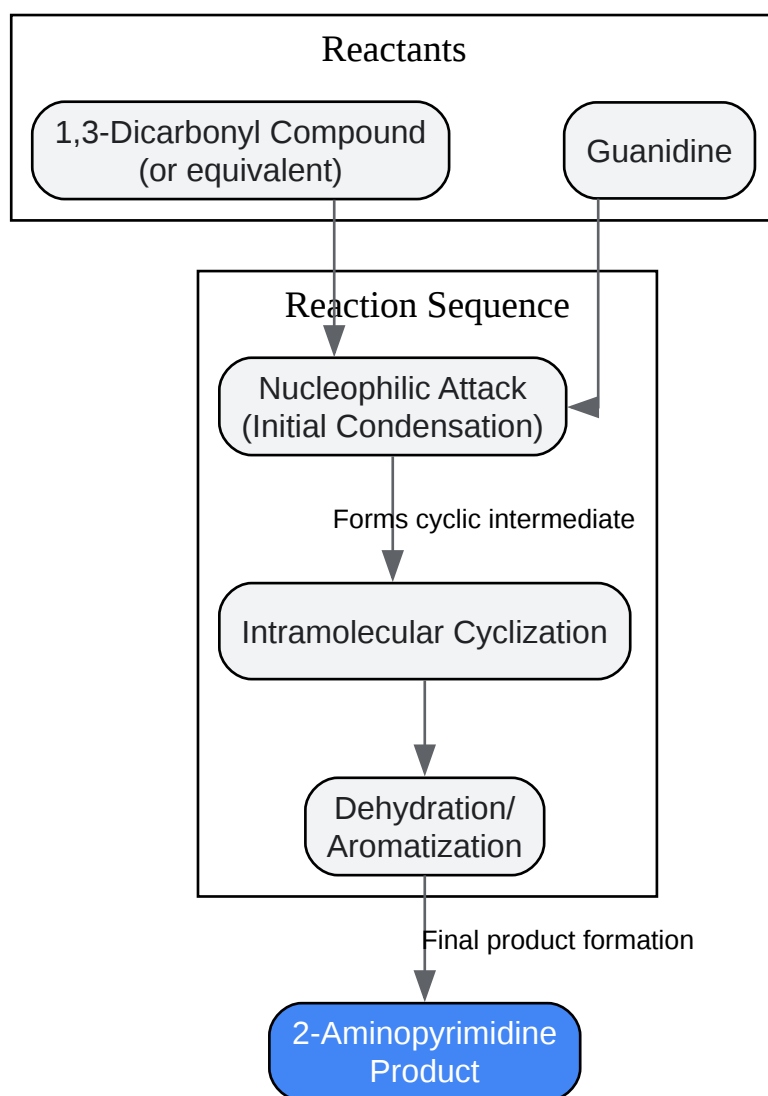 Reactants
1,3-Dicarbonyl Compound
(or equivalent)
Guanidine
Reaction Sequence
Nucleophilic Attack
(Initial Condensation)
Forms cyclic intermediate
Intramolecular Cyclization
Dehydration/
Aromatization
Final product formation
2-Aminopyrimidine
Product